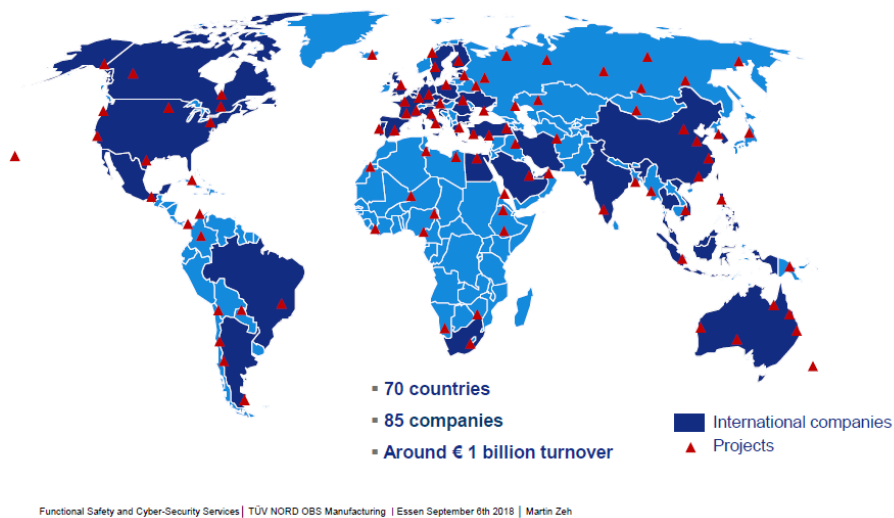 70 countries
85 companies
Around € 1 billion turnover
International companies
Projects
Functional Safety and Cyber-Security Services | TÜV NORD OBS Manufacturing | Essen September 6th 2018 | Martin Zeh